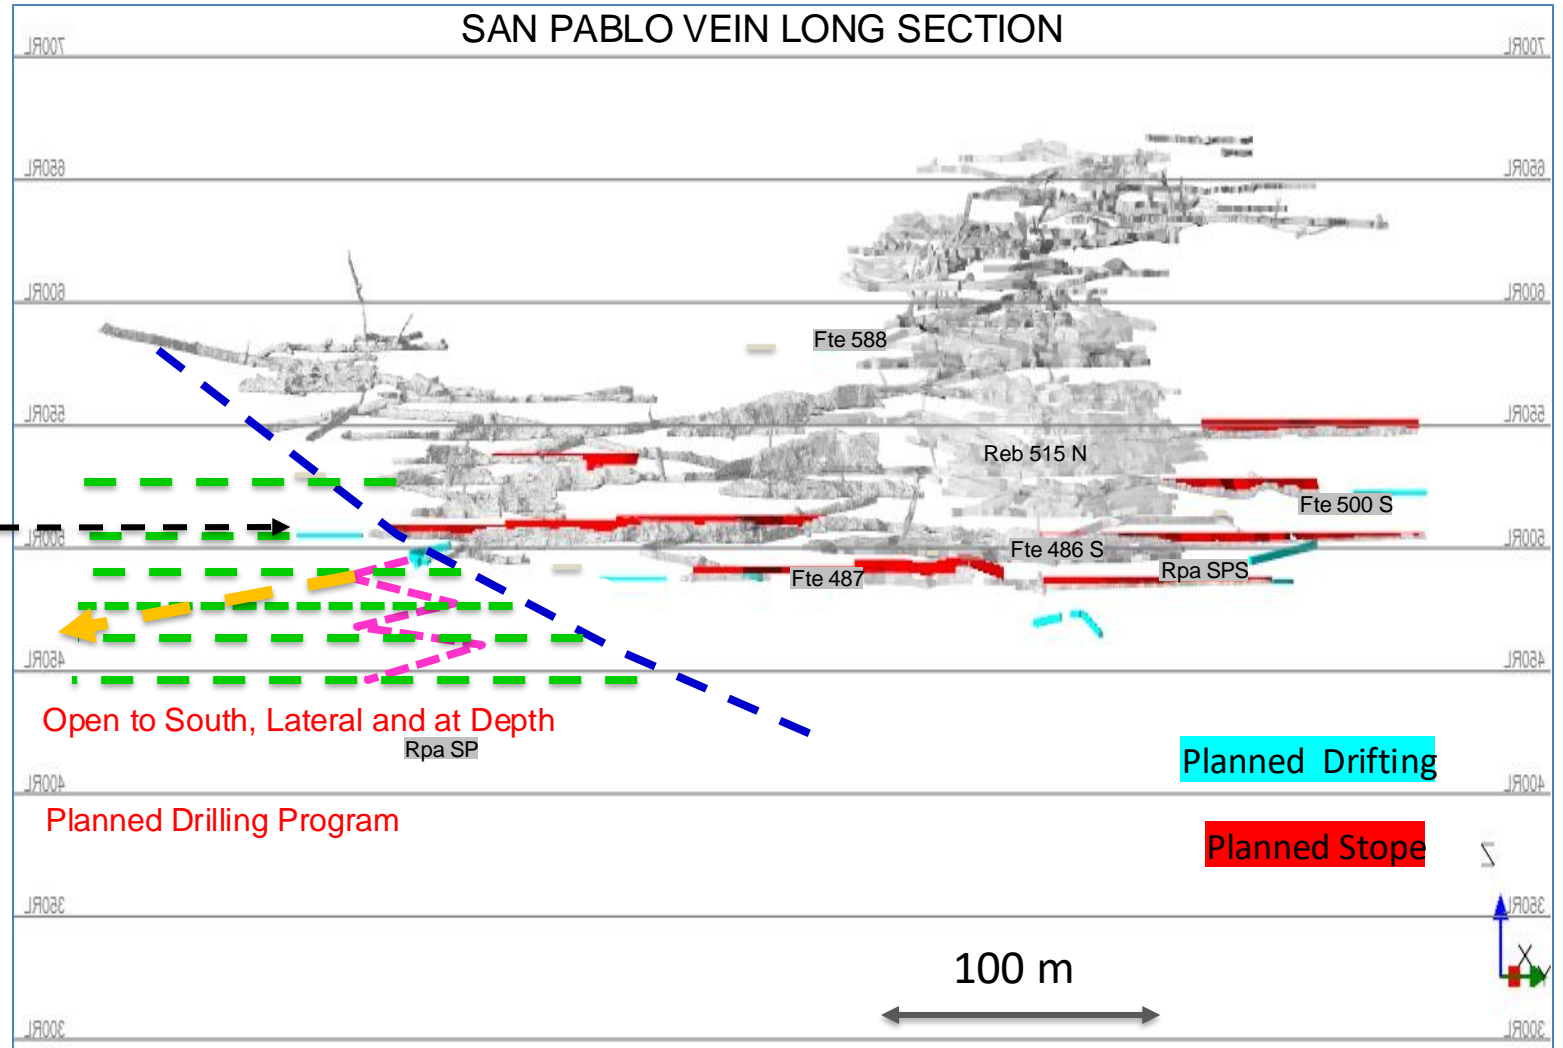 SAN PABLO VEIN LONG SECTION
700RL 700RL
650RL 650RL
600RL 600RL
Fte 588
550RL 550RL
Reb 515 N
Fte 500 S
500RL 500RL
Fte 486 S
Rpa SPS
Fte 487
450RL 450RL
Open to South, Lateral and at Depth
Rpa SP
Planned Drifting
400RL 400RL
Planned Drilling Program
Planned Stope
Z
350RL 350RL
X
Y
100 m
300RL 300RL